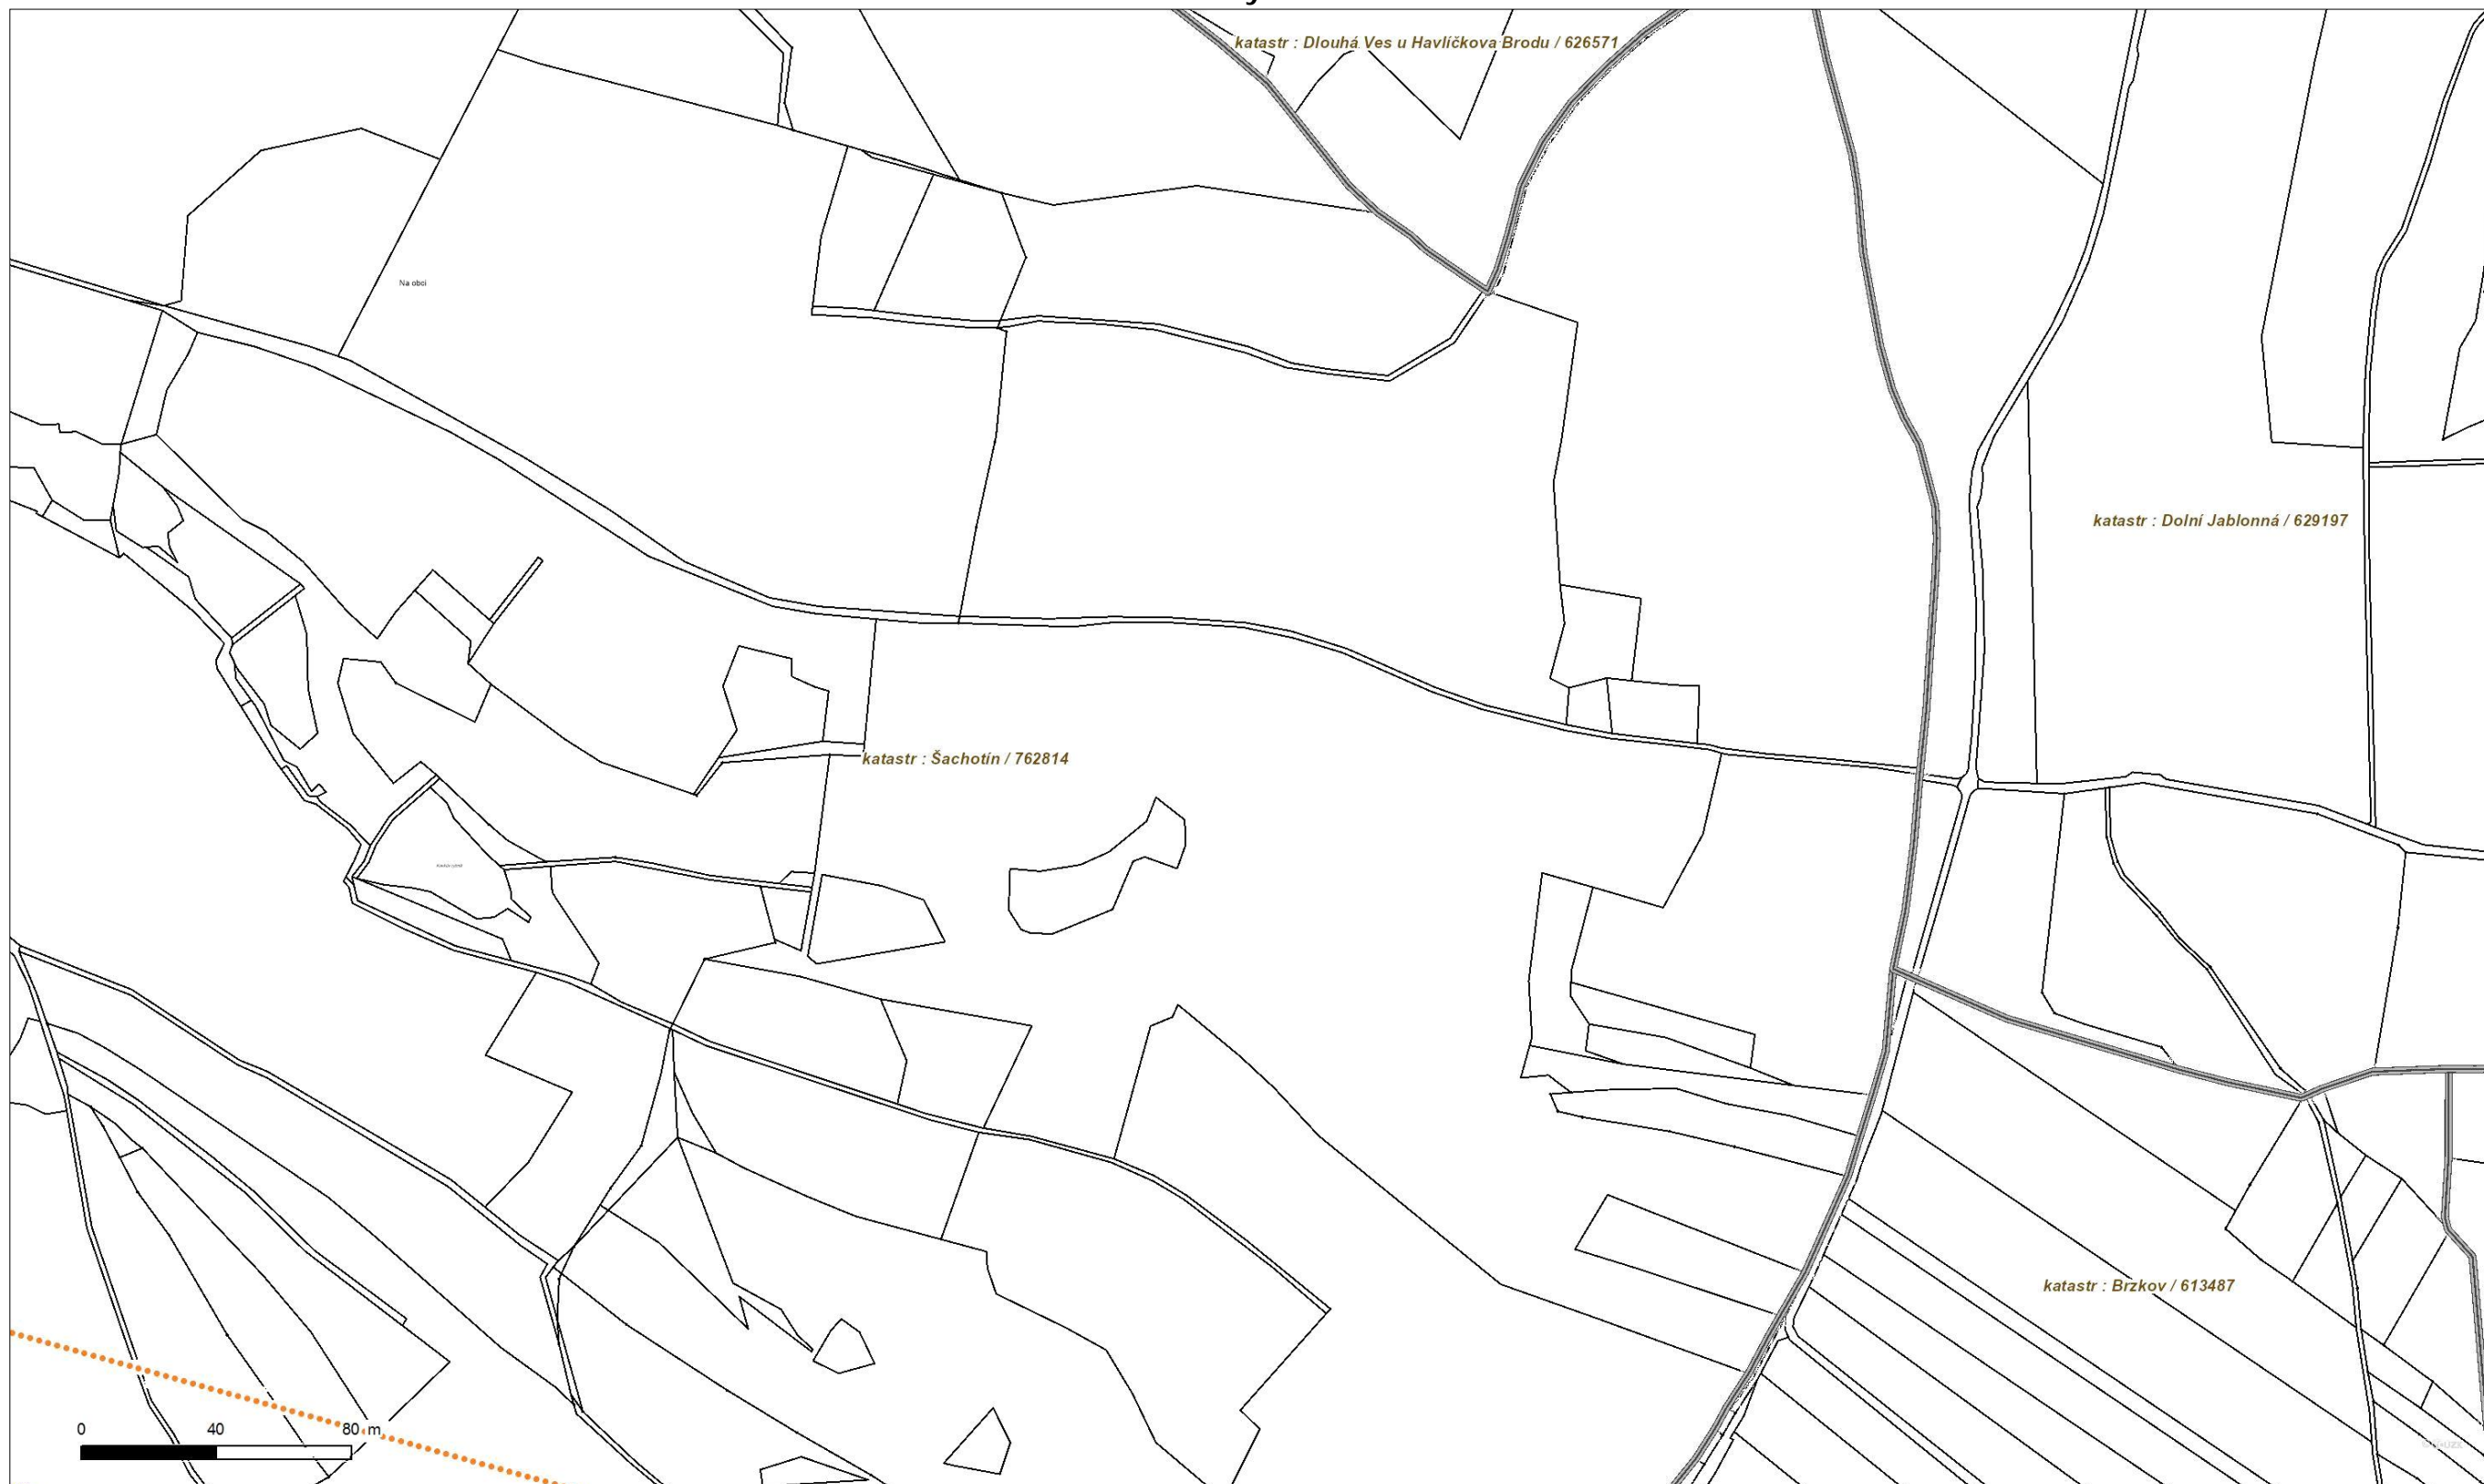 katastr : Dlouhá Ves u Havlíčkova Brodu / 626571
Na oboi
katastr : Dolní Jablonná / 629197
katastr : Šachotín / 762814
katastr : Brzkov / 613487
0 40 80 m